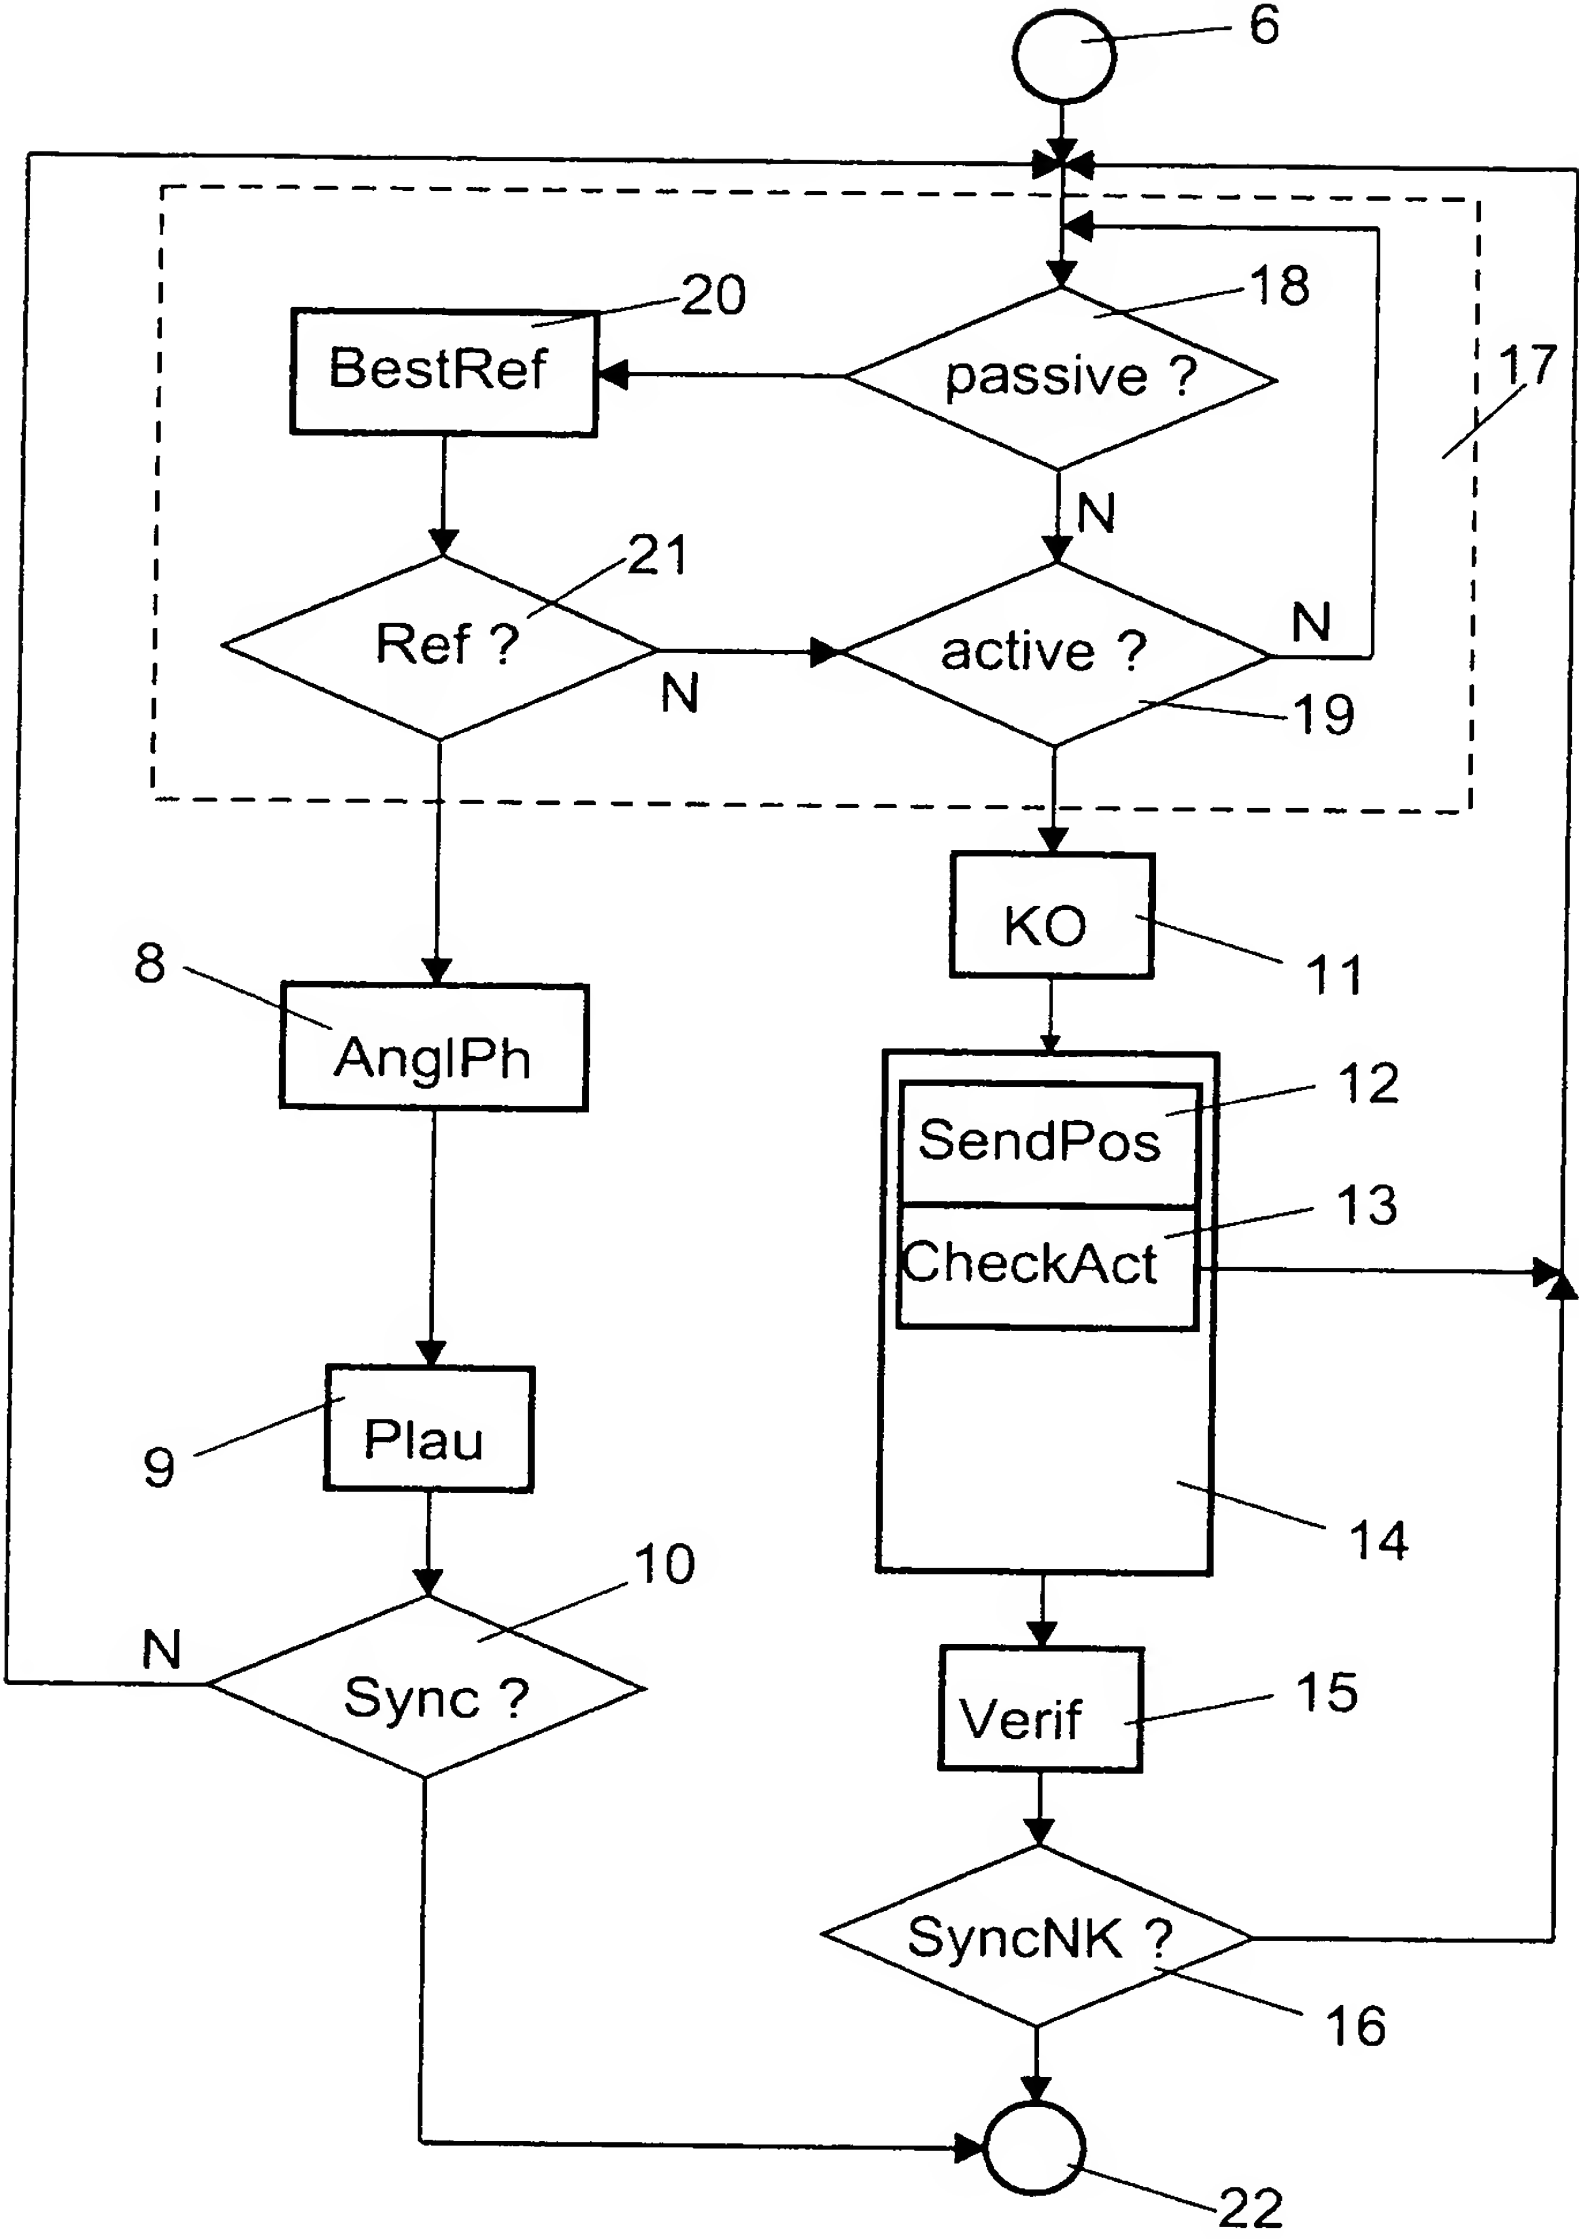 6
18
20
17
BestRef
passive ?
N
21
Ref ?
N
active ?
N
19
KO
11
8
AnglPh
12
SendPos
13
CheckAct
9
Plau
14
10
N
Sync ?
15
Verif
SyncNK ?
16
22